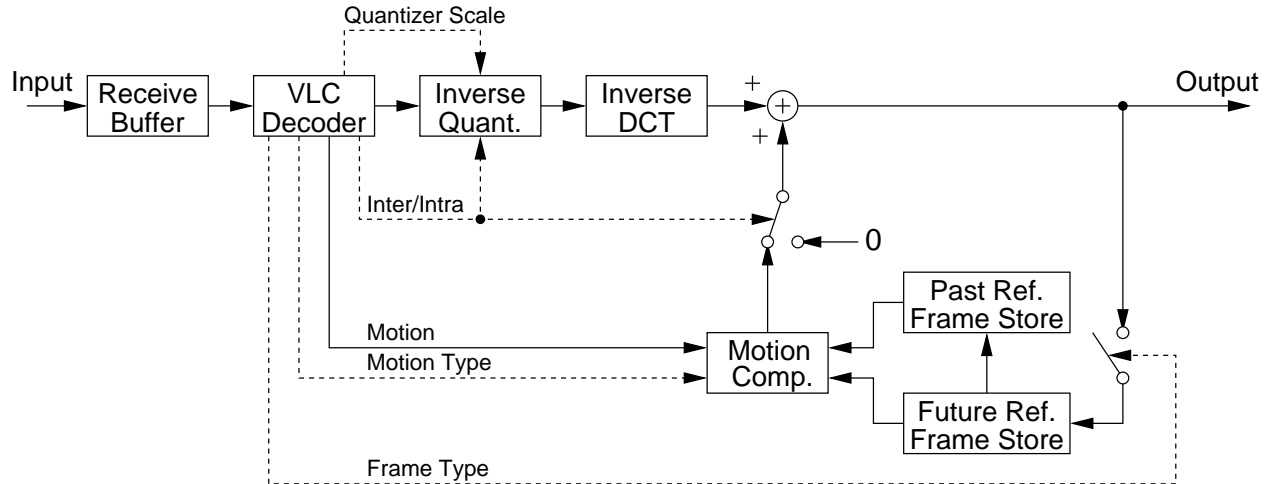 Quantizer Scale
Input
Receive
Buffer
VLC
Decoder
Inverse
Quant.
Inverse
DCT
+
+
+
Output
Inter/Intra
0
Past Ref.
Frame Store
Motion
Motion Type
Motion
Comp.
Future Ref.
Frame Store
Frame Type